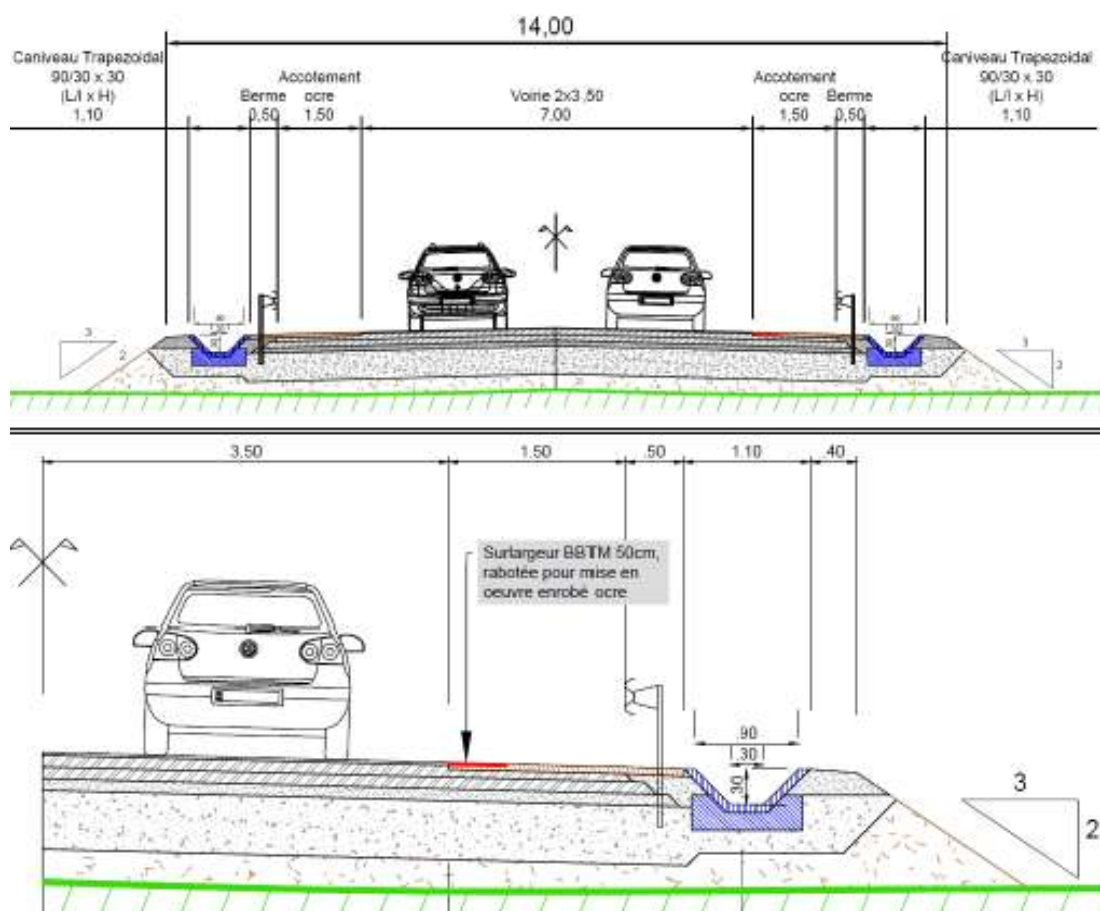 14,00
Caniveau Trapezoidal
90/30 x 30
(L/l x H)
1,10
Berme
0,50
Accotement
ocre
1,50
Voirie 2x3,50
7,00
Accotement
ocre
1,50
Berme
0,50
Caniveau Trapezoidal
90/30 x 30
(L/l x H)
1,10
3
2
3
2
3.50
1.50
.50
1.10
.40
Surlargeur BBTM 50cm,
rabotée pour mise en
oeuvre enrobé ocre
.90
.30
30
3
2